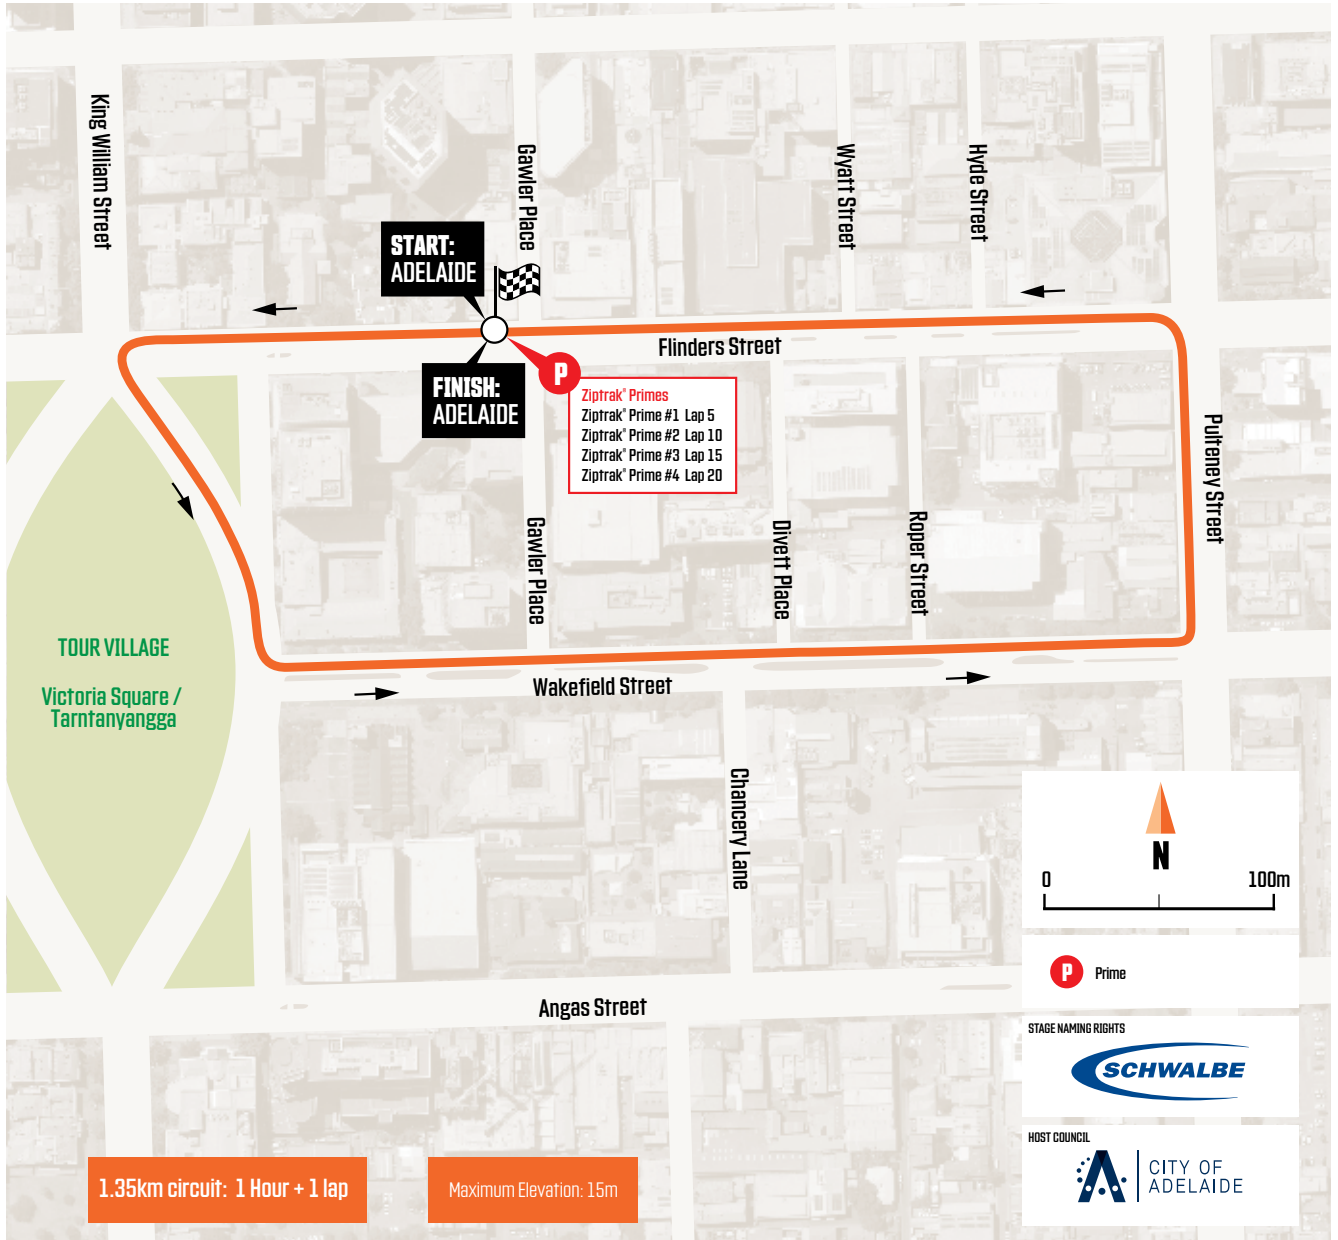 King William Street
Gawler Place
Wyatt Street
Hyde Street
START:
ADELAIDE
Flinders Street
FINISH:
ADELAIDE
P
Ziptrak® Primes
Ziptrak® Prime #1 Lap 5
Ziptrak® Prime #2 Lap 10
Ziptrak® Prime #3 Lap 15
Ziptrak® Prime #4 Lap 20
Pulteney Street
Gawler Place
Divett Place
Roper Street
TOUR VILLAGE
Victoria Square /
Tarntanyangga
Wakefield Street
Chancery Lane
N
0 100m
P Prime
Angas Street
STAGE NAMING RIGHTS
SCHWALBE
HOST COUNCIL
CITY OF
ADELAIDE
1.35km circuit: 1 Hour + 1 lap
Maximum Elevation: 15m